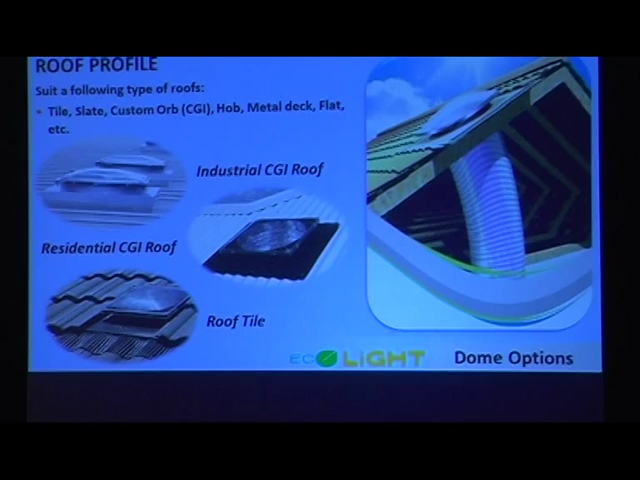 ROOF PROFILE
Suit a following type of roofs:
• Tile, Slate, Custom Orb (CGI), Hob, Metal deck, Flat,
etc.
Industrial CGI Roof
Residential CGI Roof
Roof Tile
ECO LiGHT
Dome Options